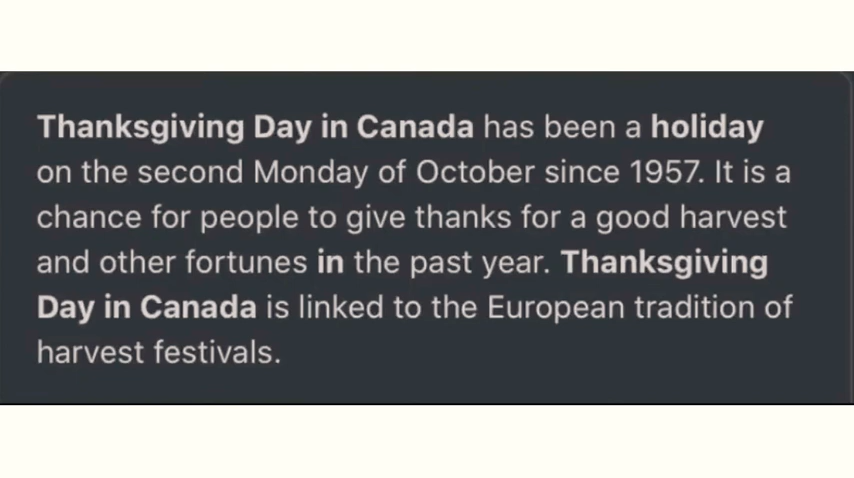 Thanksgiving Day in Canada has been a holiday
on the second Monday of October since 1957. It is a
chance for people to give thanks for a good harvest
and other fortunes in the past year. Thanksgiving
Day in Canada is linked to the European tradition of
harvest festivals.